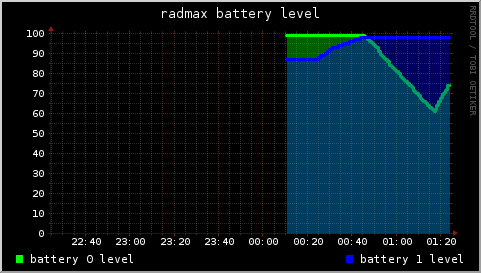 radmax battery level
RRDTOOL / TOBI OETIKER
100
90
80
70
60
50
40
30
20
10
0
22:40 23:00 23:20 23:40 00:00 00:20 00:40 01:00 01:20
battery 0 level battery 1 level